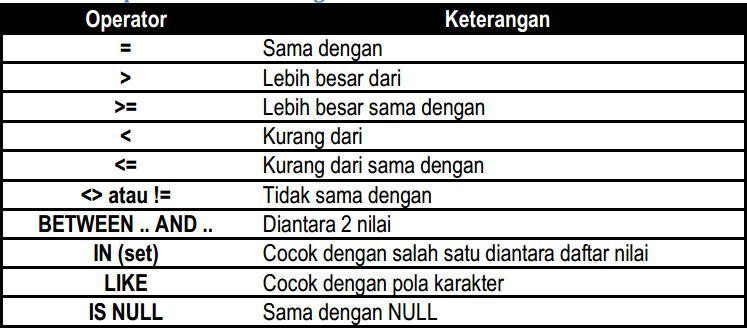 Operator Keterangan
= Sama dengan
> Lebih besar dari
>= Lebih besar sama dengan
< Kurang dari
<= Kurang dari sama dengan
<> atau != Tidak sama dengan
BETWEEN .. AND .. Diantara 2 nilai
IN (set) Cocok dengan salah satu diantara daftar nilai
LIKE Cocok dengan pola karakter
IS NULL Sama dengan NULL